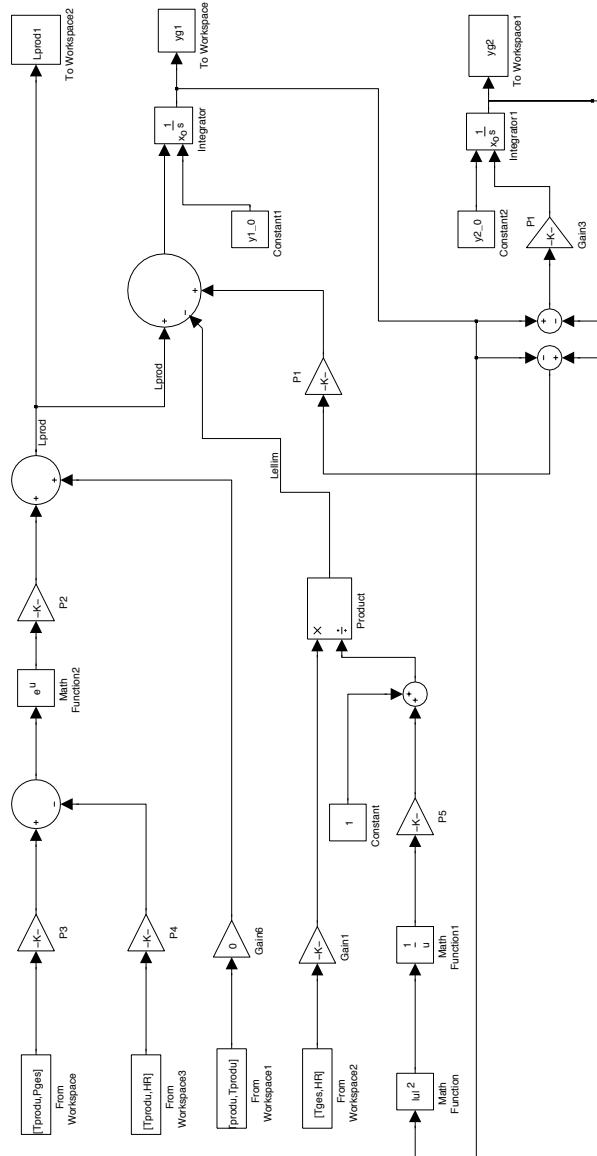 [Tprodu,Pges]
From
Workspace
-K-
P3
+
-
e u
Math
Function2
-K-
P2
+
+
Lprod
Lprod1
To Workspace2
[Tprodu,HR]
From
Workspace3
-K-
P4
Lprod
+
-
+
1
x o s
Integrator
yg1
To Workspace
Tprodu,Tprodu]
From
Workspace1
0
Gain6
y1_0
Constant1
[Tges,HR]
From
Workspace2
-K-
Gain1
×
÷
Product
Lellim
-K-
P1
1
Constant
|u| 2
Math
Function
1
u
Math
Function1
-K-
P5
+
+
y2_0
Constant2
1
x o s
Integrator1
yg2
To Workspace1
-
+
+
-
P1
-K-
Gain3